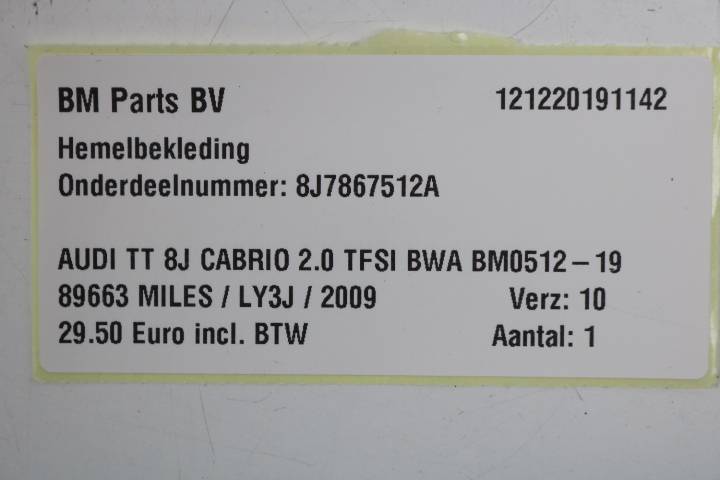 BM Parts BV 121220191142
Hemelbekleding
Onderdeelnummer: 8J7867512A
AUDI TT 8J CABRIO 2.0 TFSI BWA BM0512-19
89663 MILES / LY3J / 2009 Verz: 10
29.50 Euro incl. BTW Aantal: 1